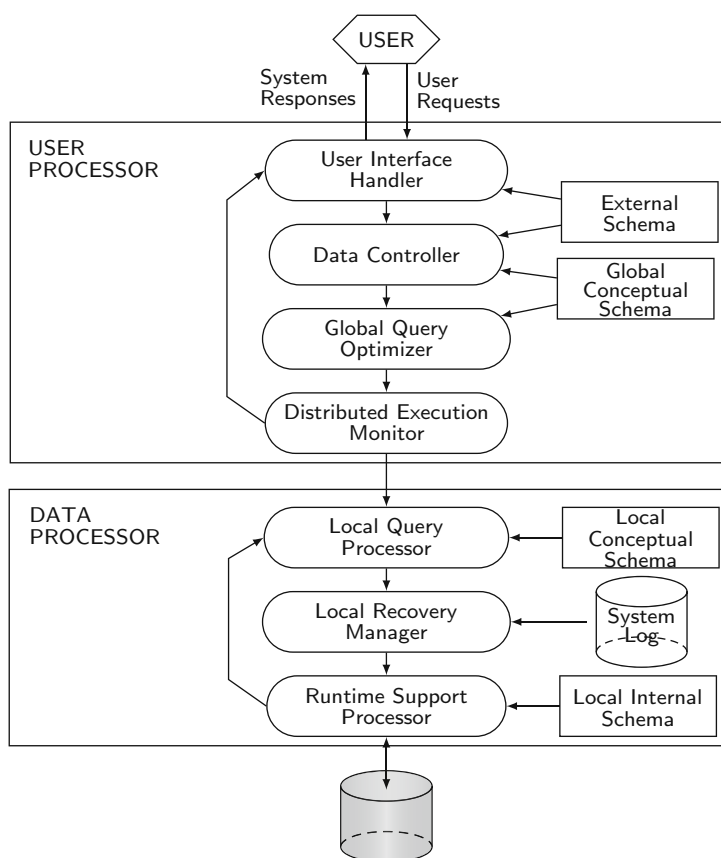 USER
System
Responses
User
Requests
USER
PROCESSOR
User Interface
Handler
External
Schema
Data Controller
Global
Conceptual
Schema
Global Query
Optimizer
Distributed Execution
Monitor
DATA
PROCESSOR
Local Query
Processor
Local
Conceptual
Schema
Local Recovery
Manager
System
Log
Runtime Support
Processor
Local Internal
Schema